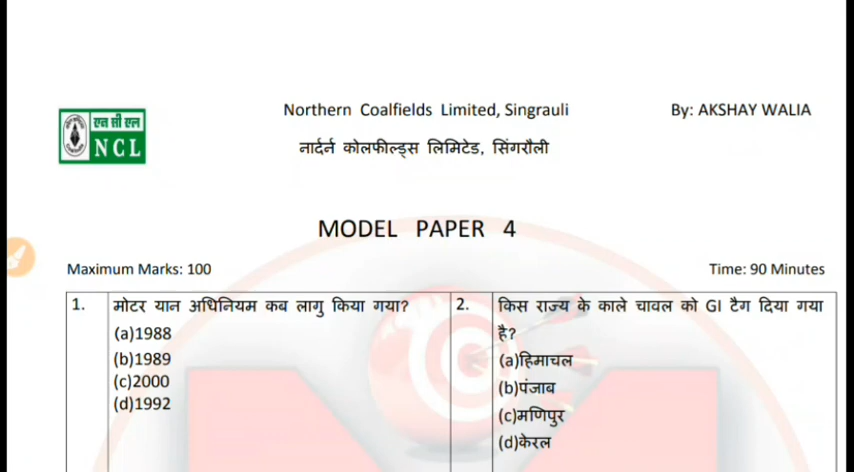 Northern Coalfields Limited, Singrauli
By: AKSHAY WALIA
एन सी एल
NCL
नार्दर्न कोलफील्ड्स लिमिटेड, सिंगरौली
MODEL PAPER 4
Maximum Marks: 100
Time: 90 Minutes
1. मोटर यान अधिनियम कब लागु किया गया?
(a)1988
(b)1989
(c)2000
(d)1992
2. किस राज्य के काले चावल को GI टैग दिया गया
है?
(a)हिमाचल
(b)पंजाब
(c)मणिपुर
(d)केरल